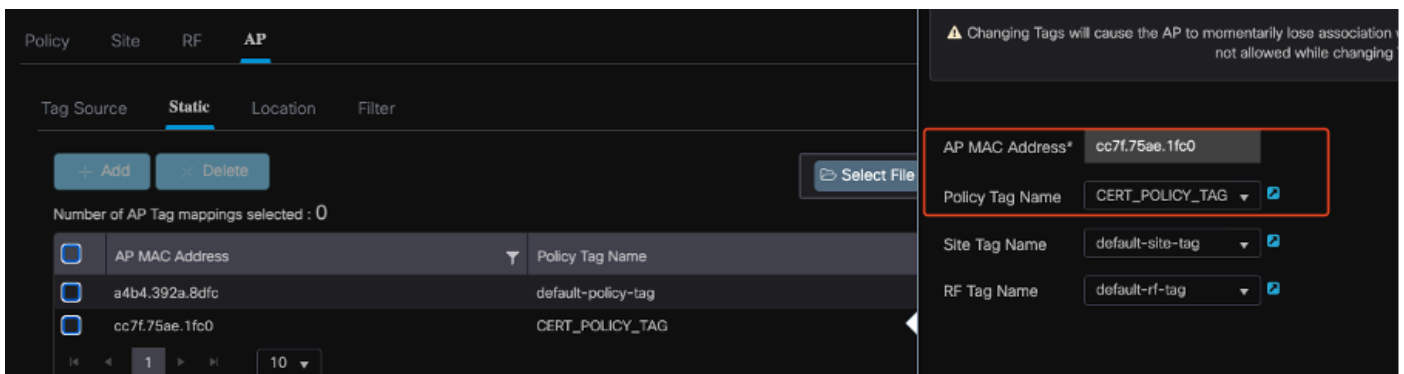 Policy Site RF AP
Tag Source Static Location Filter
+ Add × Delete
Select File
Number of AP Tag mappings selected : 0
AP MAC Address Policy Tag Name
a4b4.392a.8dfc default-policy-tag
cc7f.75ae.1fc0 CERT_POLICY_TAG
1 10
Changing Tags will cause the AP to momentarily lose association
not allowed while changing
AP MAC Address* cc7f.75ae.1fc0
Policy Tag Name CERT_POLICY_TAG
Site Tag Name default-site-tag
RF Tag Name default-rf-tag